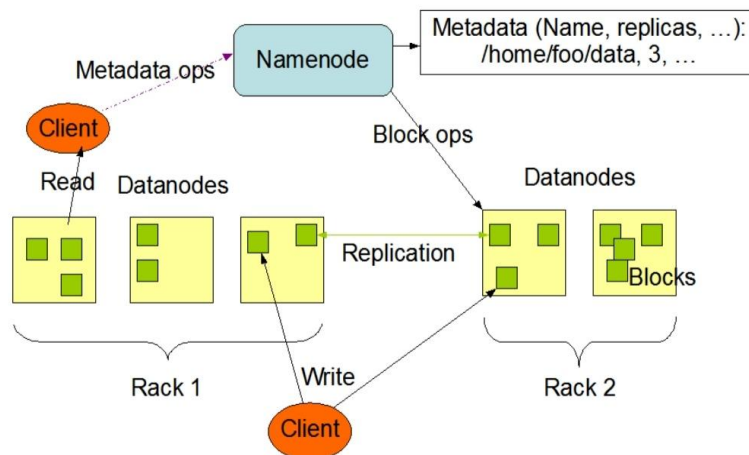 Metadata (Name, replicas, …):
/home/foo/data, 3, …
Namenode
Metadata ops
Client
Block ops
Read
Datanodes
Datanodes
Replication
Blocks
Rack 1
Write
Rack 2
Client